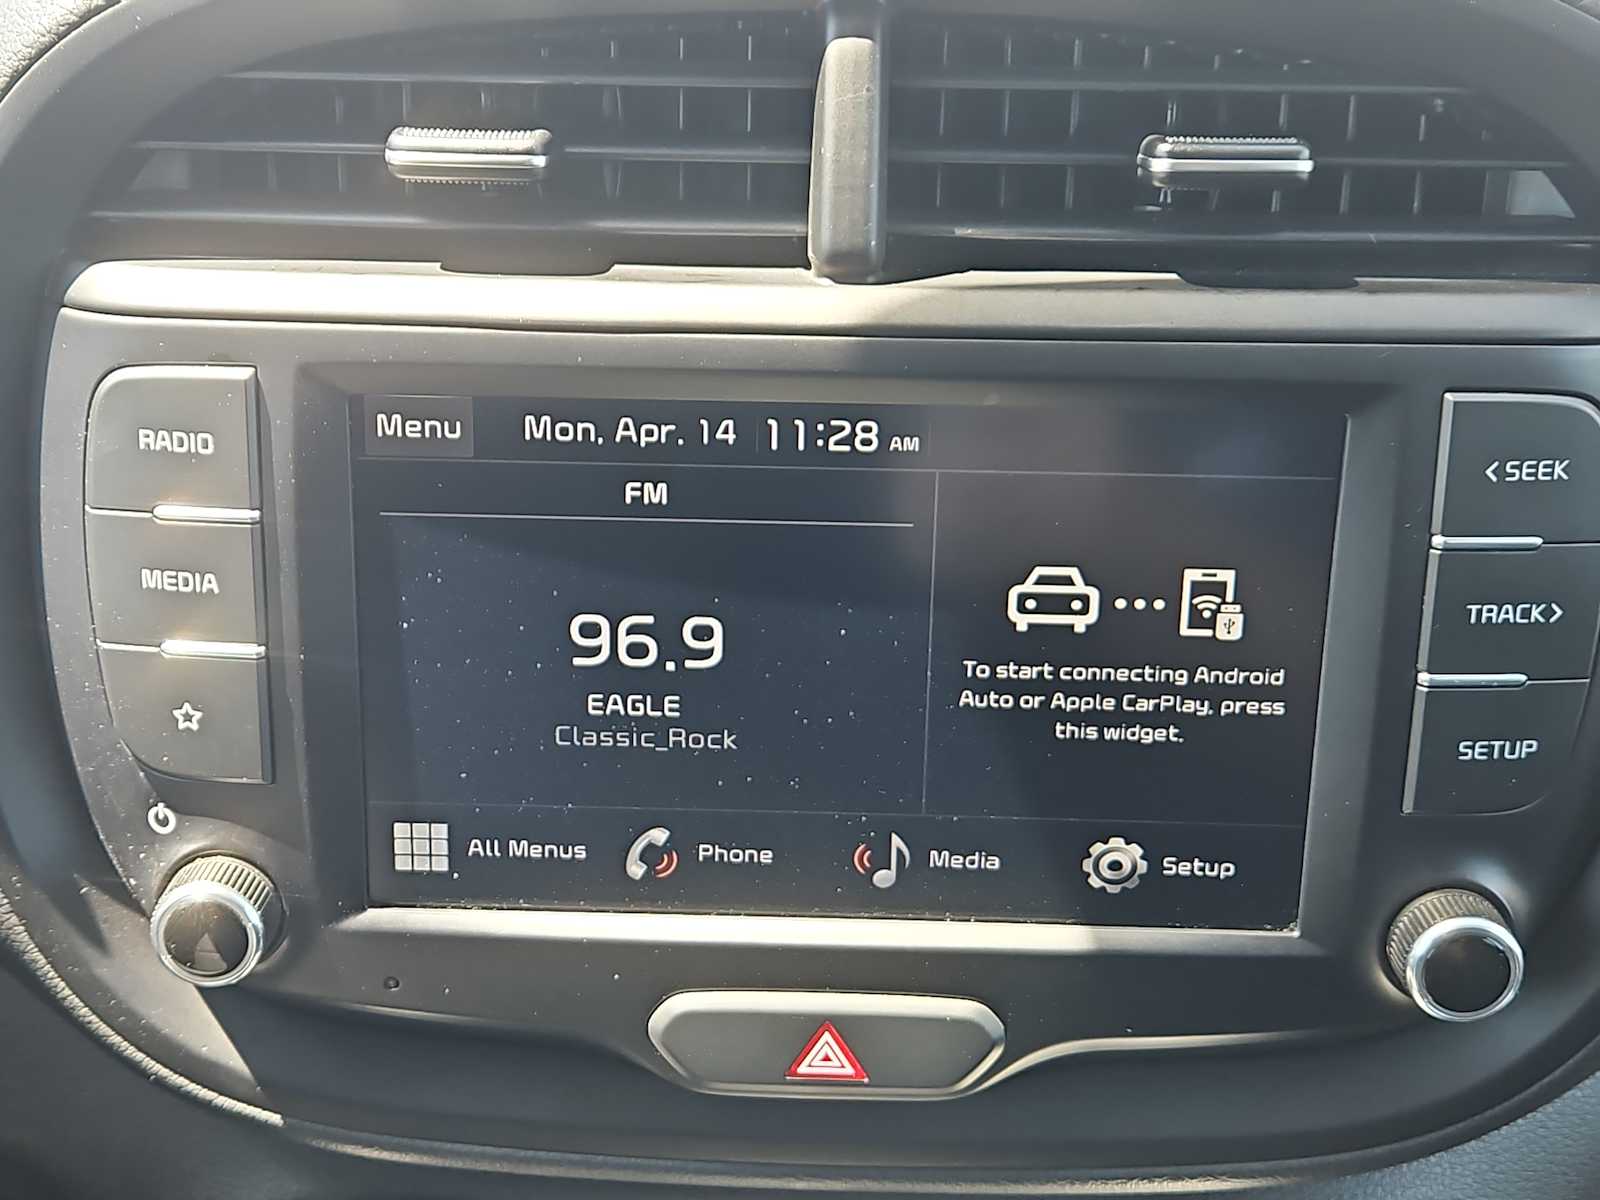 RADIO
MEDIA
Menu
Mon, Apr. 14 11:28 AM
FM
96.9
EAGLE
Classic_Rock
To start connecting Android
Auto or Apple CarPlay, press
this widget.
All Menus
Phone
Media
Setup
<SEEK
TRACK>
SETUP